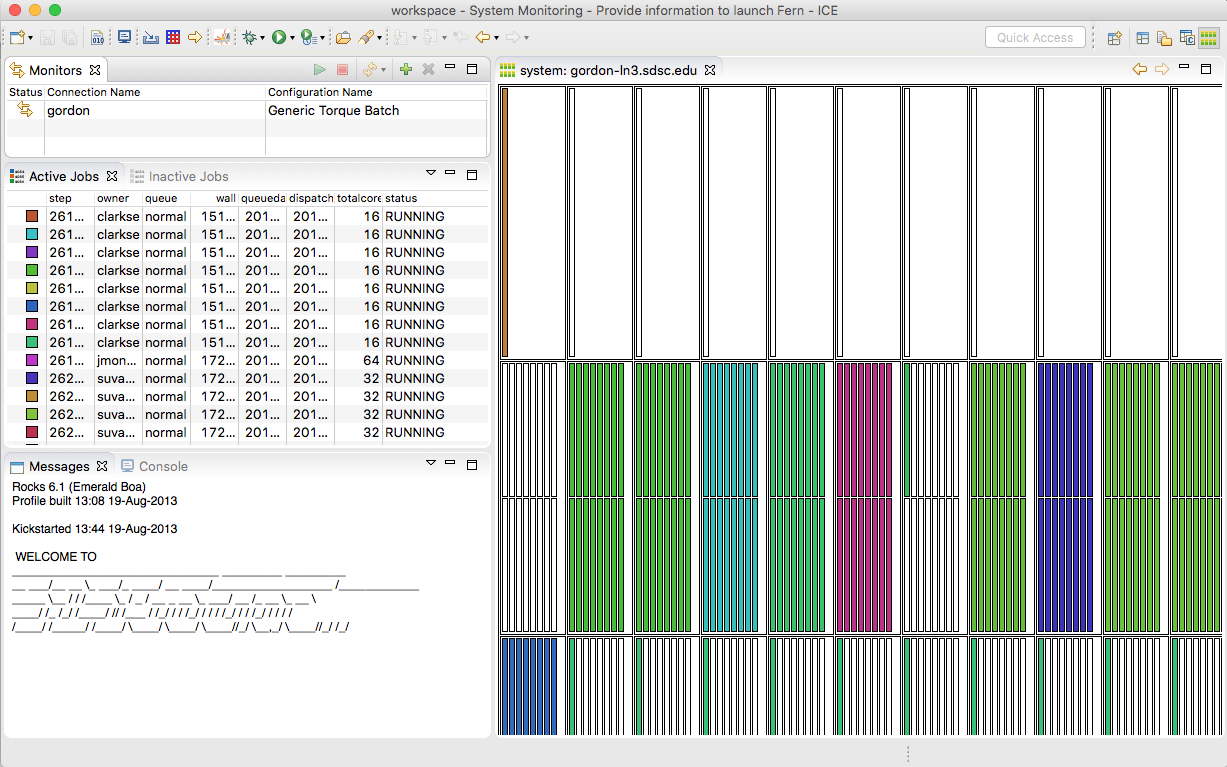 workspace - System Monitoring - Provide information to launch Fern - ICE
Quick Access
Monitors
Status Connection Name Configuration Name
gordon Generic Torque Batch
Active Jobs Inactive Jobs
step owner queue wall queueda dispatch totalcore status
261... clarkse normal 151... 201... 201... 16 RUNNING
261... clarkse normal 151... 201... 201... 16 RUNNING
261... clarkse normal 151... 201... 201... 16 RUNNING
261... clarkse normal 151... 201... 201... 16 RUNNING
261... clarkse normal 151... 201... 201... 16 RUNNING
261... clarkse normal 151... 201... 201... 16 RUNNING
261... clarkse normal 151... 201... 201... 16 RUNNING
261... clarkse normal 151... 201... 201... 16 RUNNING
261... jmon... normal 172... 201... 201... 64 RUNNING
262... suva... normal 172... 201... 201... 32 RUNNING
262... suva... normal 172... 201... 201... 32 RUNNING
262... suva... normal 172... 201... 201... 32 RUNNING
262... suva... normal 172... 201... 201... 32 RUNNING
Messages Console
Rocks 6.1 (Emerald Boa)
Profile built 13:08 19-Aug-2013
Kickstarted 13:44 19-Aug-2013
WELCOME TO
system: gordon-ln3.sdsc.edu